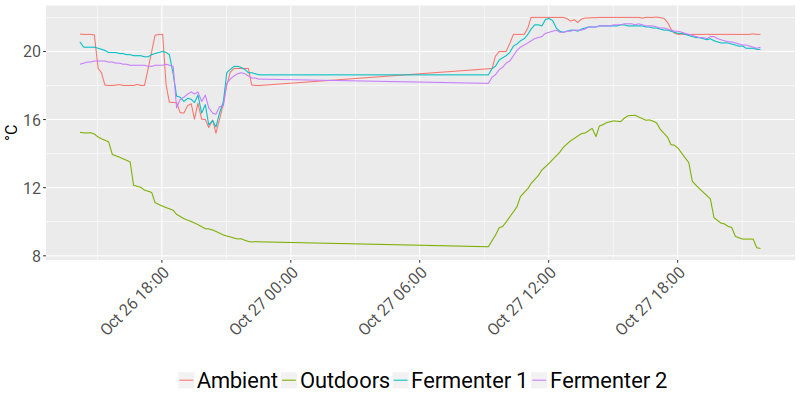 20
16
12
8
°C
Oct 26 18:00
Oct 27 00:00
Oct 27 06:00
Oct 27 12:00
Oct 27 18:00
Ambient Outdoors Fermenter 1 Fermenter 2